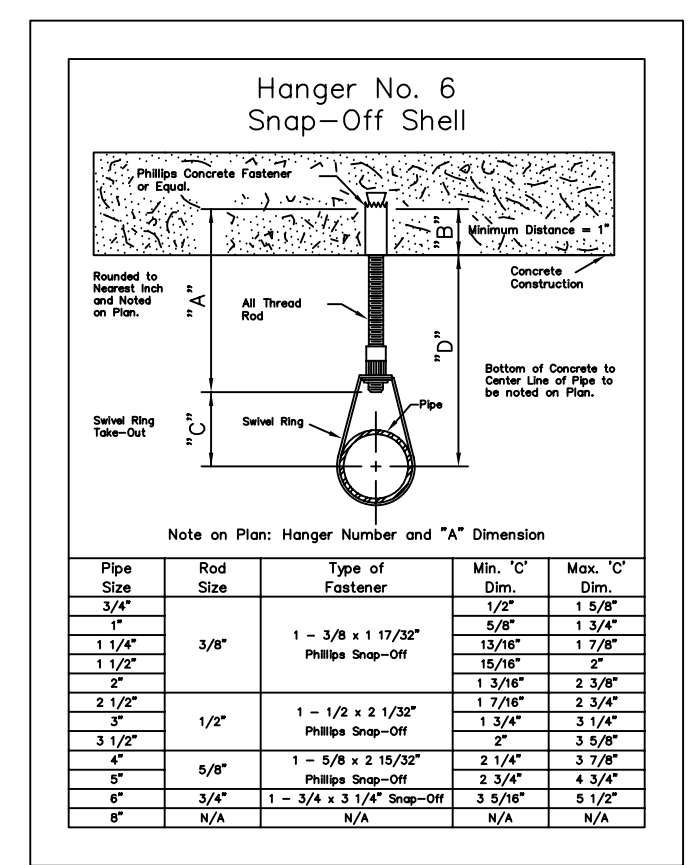 Hanger No. 6
Snap-Off Shell
Phillips Concrete Fastener
or Equal.
"B"
Minimum Distance = 1"
Rounded to
Nearest Inch
and Noted
on Plan.
"A"
All Thread
Rod
"D"
Concrete
Construction
Bottom of Concrete to
Center Line of Pipe to
be noted on Plan.
Swivel Ring
Take-Out
"C"
Swivel Ring
Pipe
Note on Plan: Hanger Number and "A" Dimension
Pipe Size Rod Size Type of Fastener Min. 'C' Dim. Max. 'C' Dim.
3/4" 1/2" 1 5/8"
1" 5/8" 1 3/4"
1 1/4" 3/8" 1 - 3/8 x 1 17/32" Phillips Snap-Off 13/16" 1 7/8"
1 1/2" 15/16" 2"
2" 1 3/16" 2 3/8"
2 1/2" 1 7/16" 2 3/4"
3" 1/2" 1 - 1/2 x 2 1/32" Phillips Snap-Off 1 3/4" 3 1/4"
3 1/2" 2" 3 5/8"
4" 5/8" 1 - 5/8 x 2 15/32" Phillips Snap-Off 2 1/4" 3 7/8"
5" 2 3/4" 4 3/4"
6" 3/4" 1 - 3/4 x 3 1/4" Snap-Off 3 5/16" 5 1/2"
8" N/A N/A N/A N/A